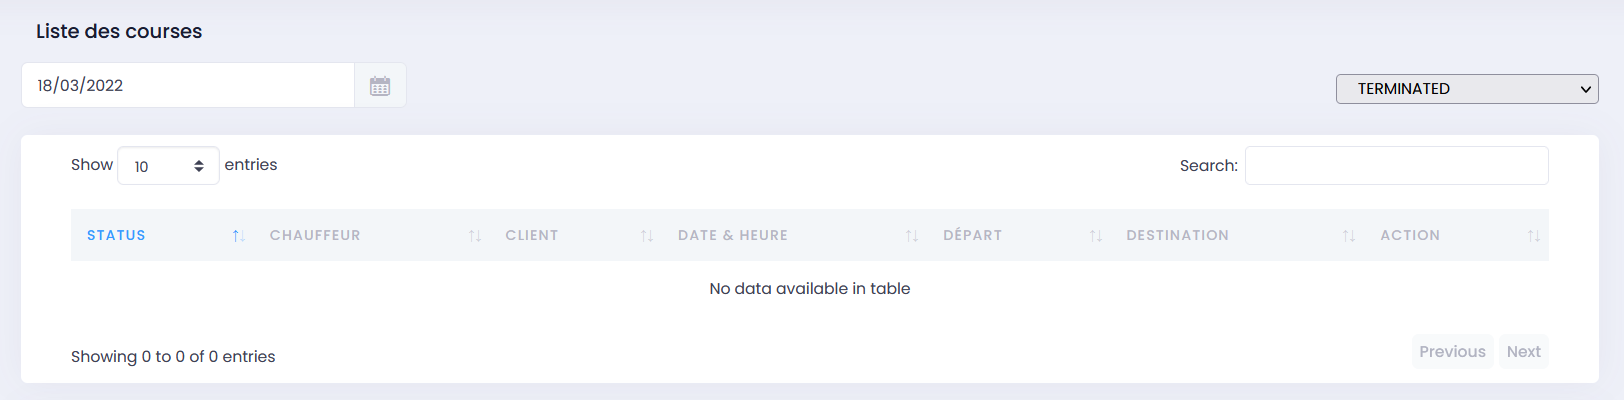 Liste des courses
18/03/2022
TERMINATED
Show 10 entries
Search:
STATUS CHAUFFEUR CLIENT DATE & HEURE DÉPART DESTINATION ACTION
No data available in table
Showing 0 to 0 of 0 entries
Previous Next